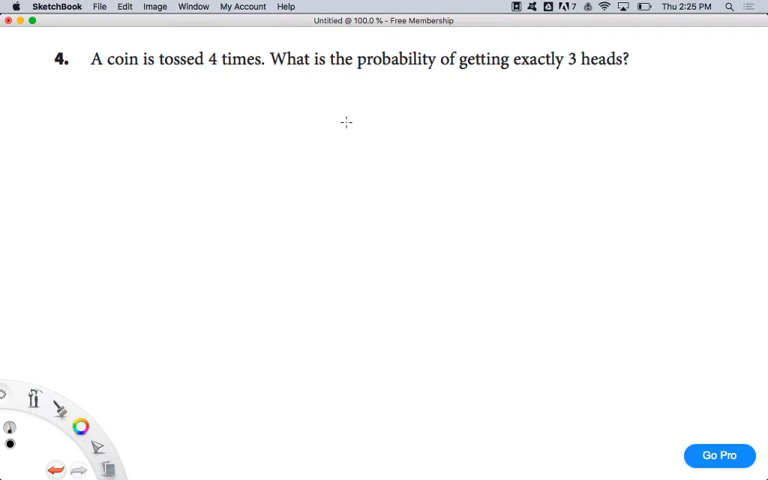 SketchBook File Edit Image Window My Account Help 7 Thu 2:25 PM
Untitled @ 100.0 % - Free Membership
4. A coin is tossed 4 times. What is the probability of getting exactly 3 heads?
Go Pro